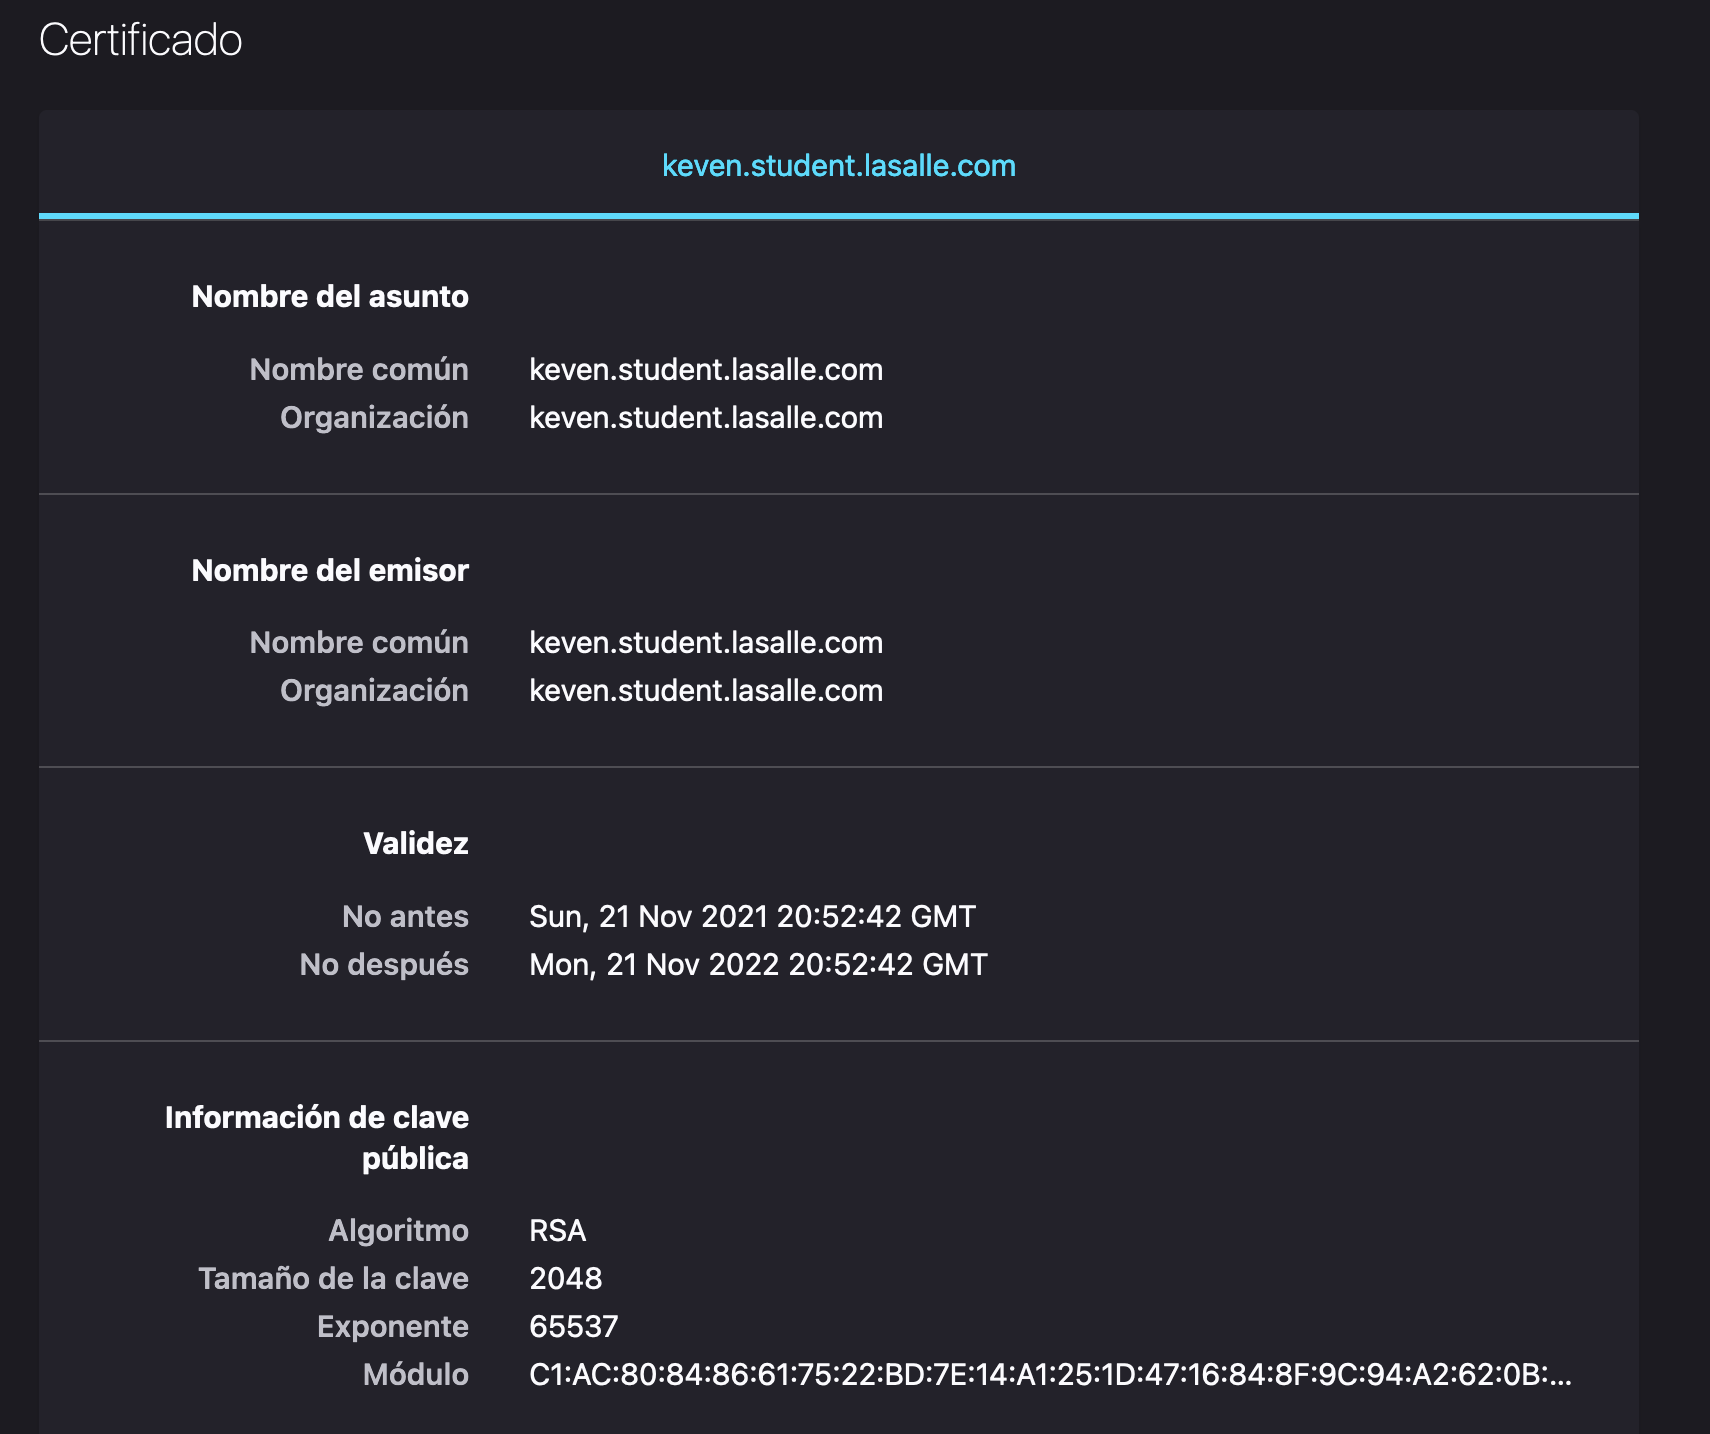 Certificado
keven.student.lasalle.com
Nombre del asunto
Nombre común keven.student.lasalle.com
Organización keven.student.lasalle.com
Nombre del emisor
Nombre común keven.student.lasalle.com
Organización keven.student.lasalle.com
Validez
No antes Sun, 21 Nov 2021 20:52:42 GMT
No después Mon, 21 Nov 2022 20:52:42 GMT
Información de clave
pública
Algoritmo RSA
Tamaño de la clave 2048
Exponente 65537
Módulo C1:AC:80:84:86:61:75:22:BD:7E:14:A1:25:1D:47:16:84:8F:9C:94:A2:62:0B:...